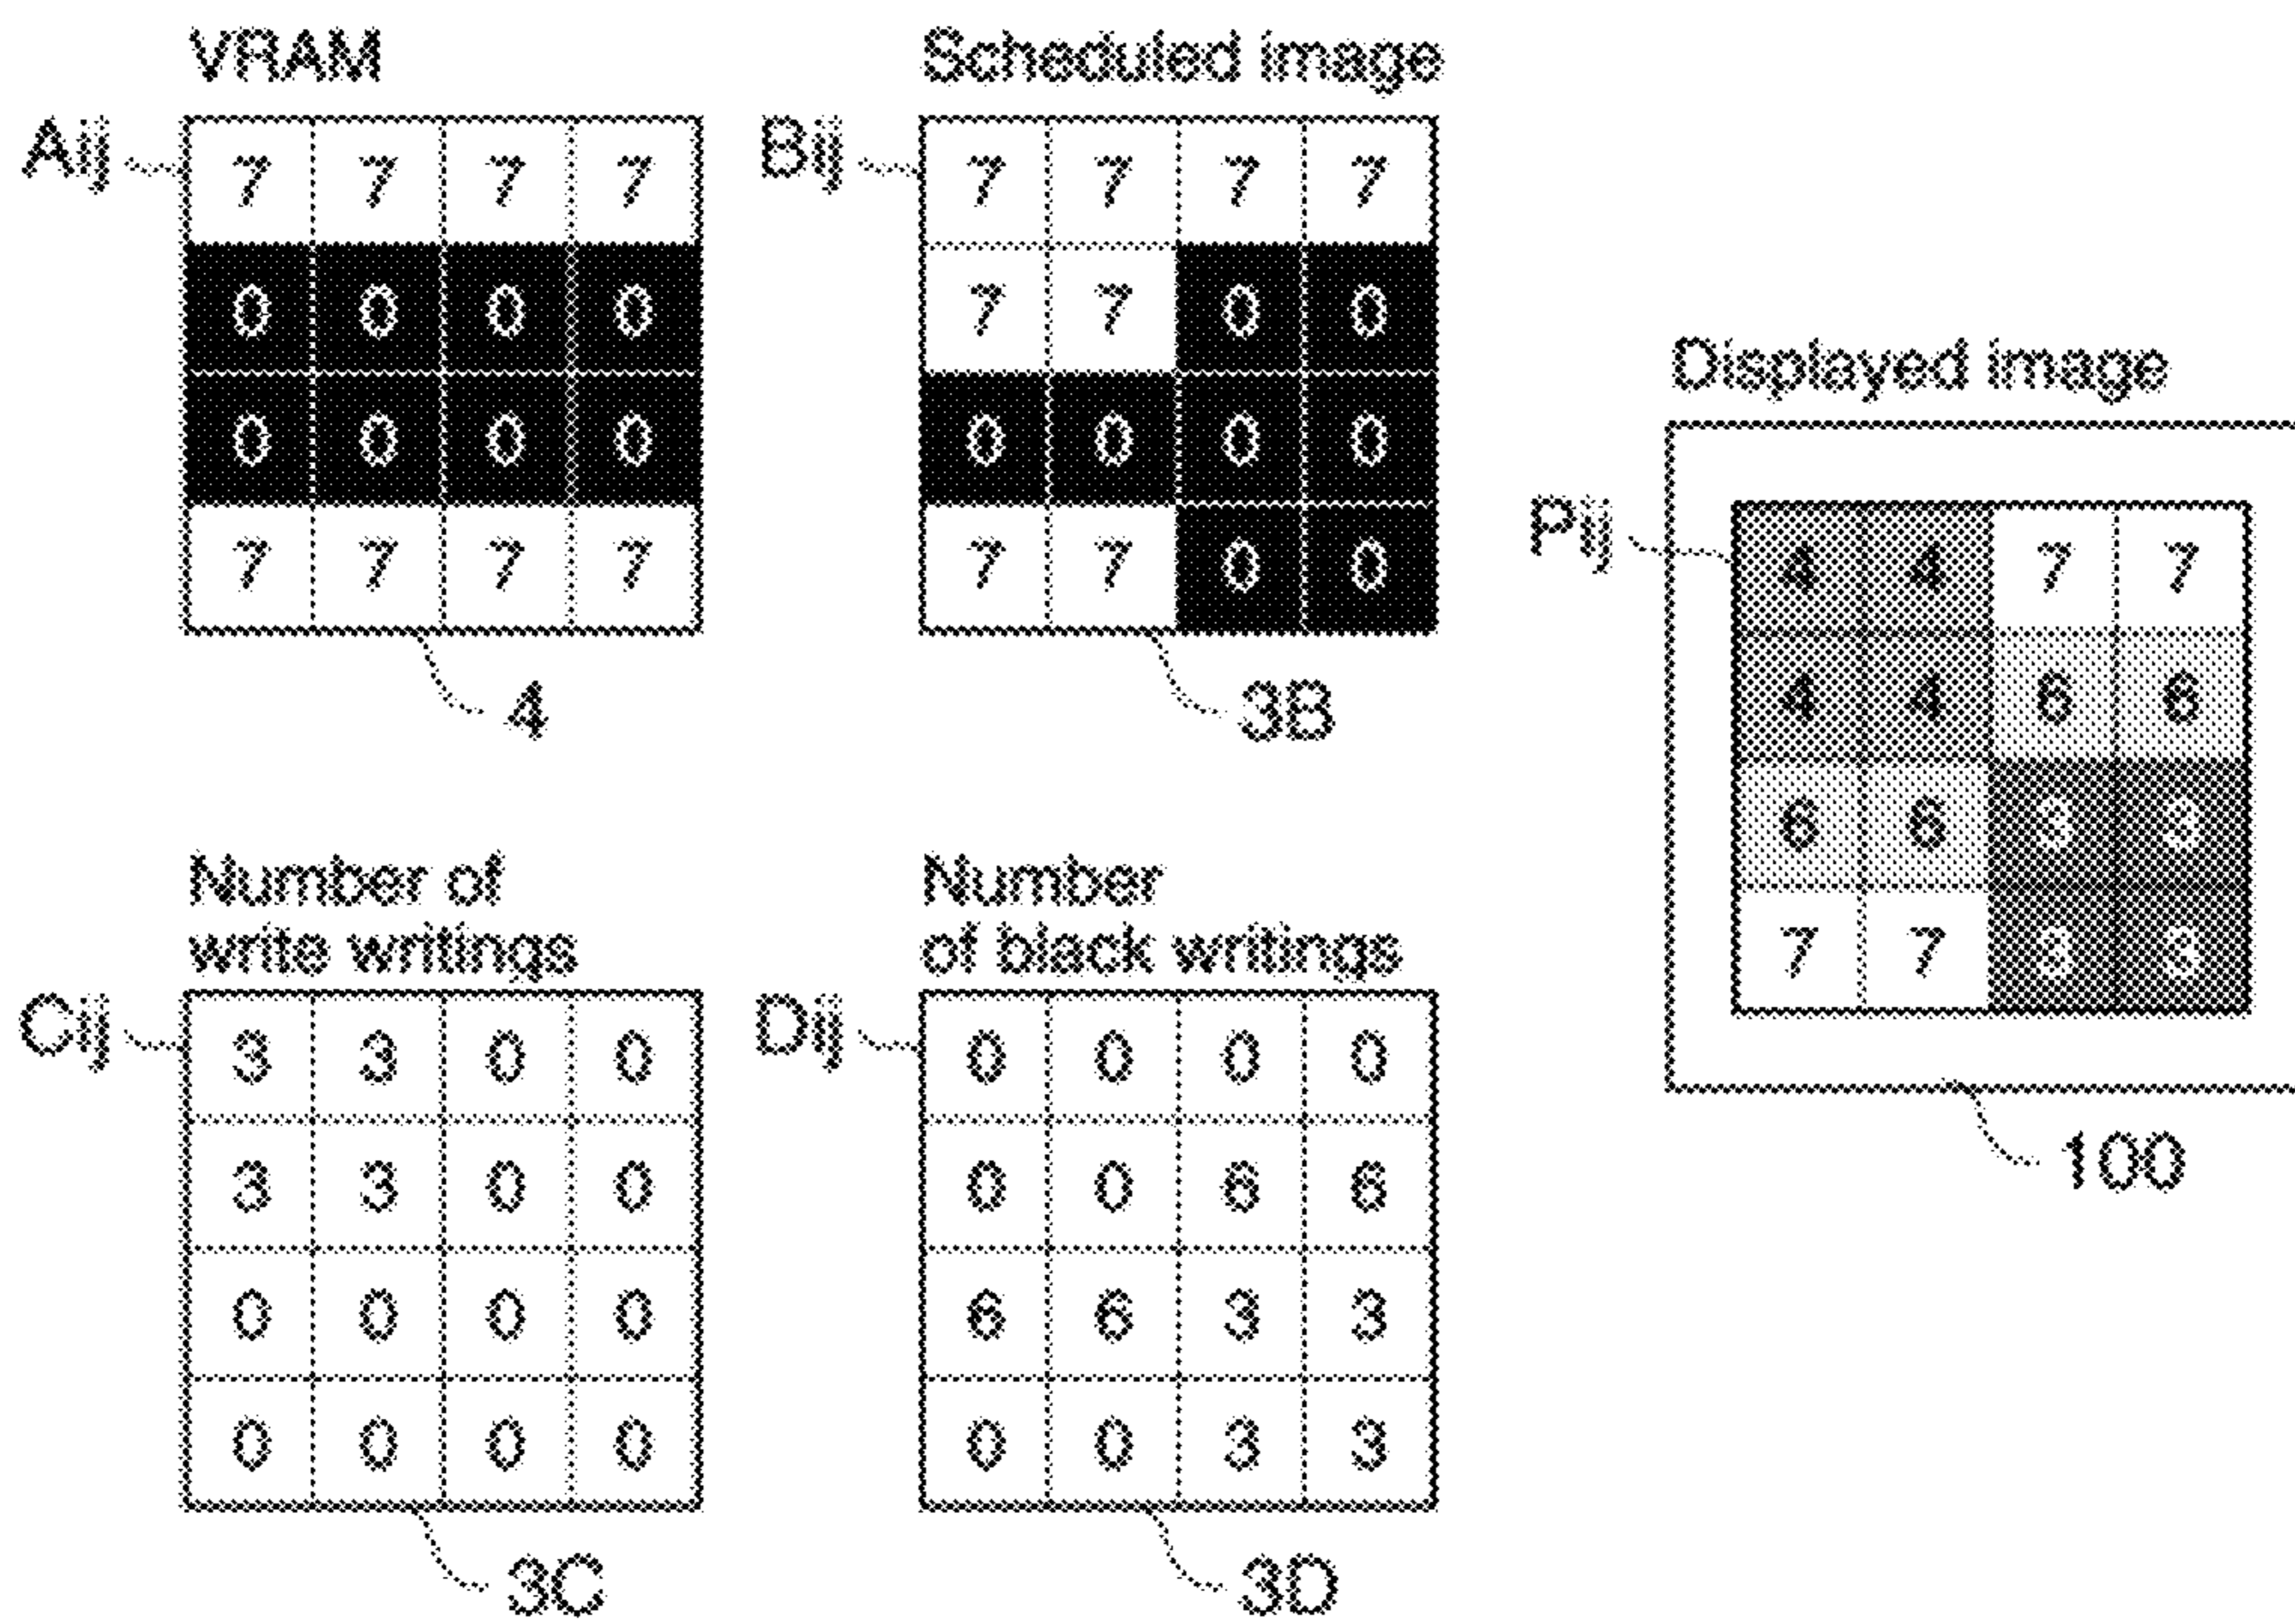 VRAM
Aij
7 7 7 7
0 0 0 0
0 0 0 0
7 7 7 7
4
Scheduled image
Bij
7 7 7 7
7 7 0 0
0 0 0 0
7 7 0 0
3B
Displayed image
Pij
4 4 7 7
4 4 6 6
6 6 3 3
7 7 3 3
100
Number of
write writings
Cij
3 3 0 0
3 3 0 0
0 0 0 0
0 0 0 0
3C
Number
of black writings
Dij
0 0 0 0
0 0 6 6
6 6 3 3
0 0 3 3
3D